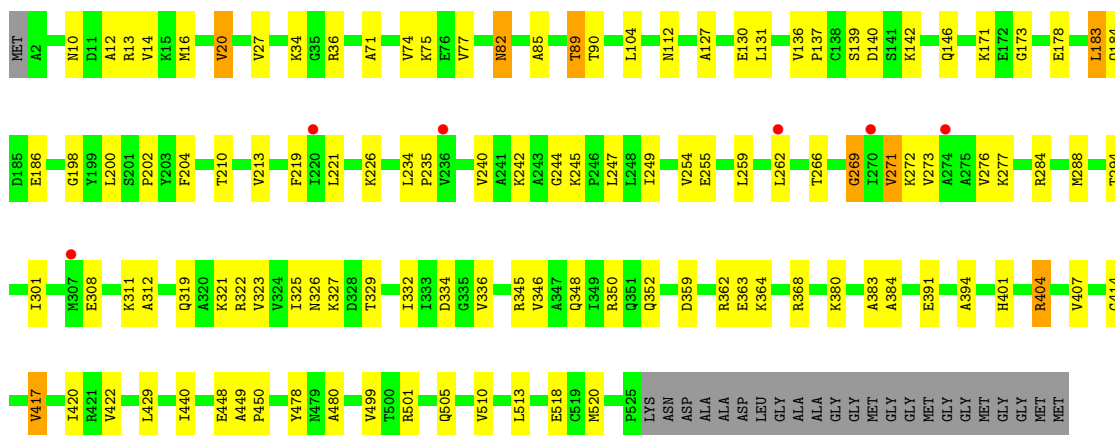 MET A2 N10 D11 A12 R13 V14 K15 M16 V20 V27 K34 G35 R36 A71 V74 K75 E76 V77 N82 A85 T89 T90 L104 N112 A127 E130 L131 V136 P137 C138 S139 D140 S141 K142 Q146 K171 E172 G173 E178 L183
D185 E186 G198 Y199 L200 S201 P202 Y203 F204 T210 V213 F219 I220 L221 K226 L234 P235 V236 V240 A241 K242 A243 G244 K245 P246 L247 L248 I249 V254 E255 L259 L262 T266 G269 I270 V271 K272 V273 A274 A275 V276 K277 R284 M288 T294
I301 M307 E308 K311 A312 Q319 A320 K321 R322 V323 V324 I325 N326 K327 D328 T329 I332 I333 D334 G335 V336 R345 V346 A347 Q348 I349 R350 Q351 Q352 D359 R362 E363 K364 R368 K380 A383 A384 E391 A394 H401 R404 V407
V417 I420 R421 V422 L429 I440 E448 A449 P450 Y478 N479 A480 V499 T500 R501 Q505 V510 L513 E518 C519 M520 P525 LYS ASN ASP ALA ALA ASP LEU GLY ALA ALA GLY GLY MET GLY GLY MET GLY GLY MET GLY GLY MET MET